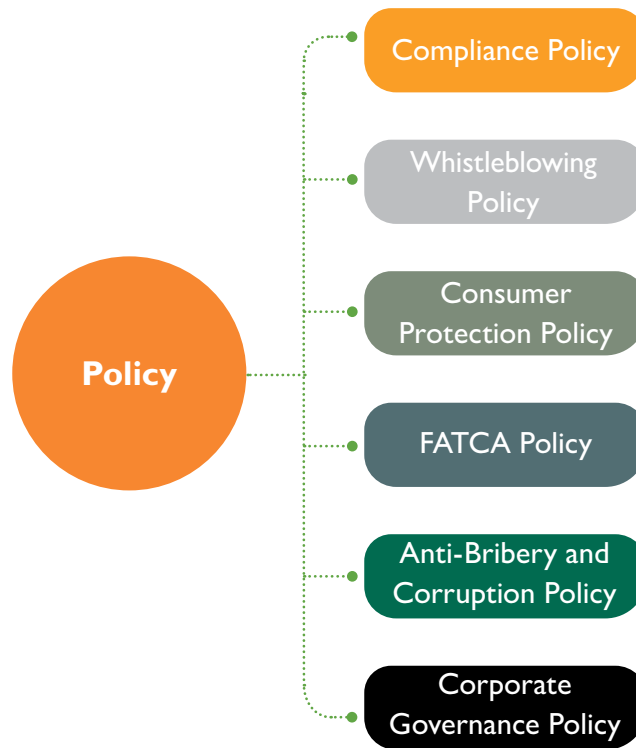 Compliance Policy
Whistleblowing
Policy
Consumer
Protection Policy
Policy
FATCA Policy
Anti-Bribery and
Corruption Policy
Corporate
Governance Policy